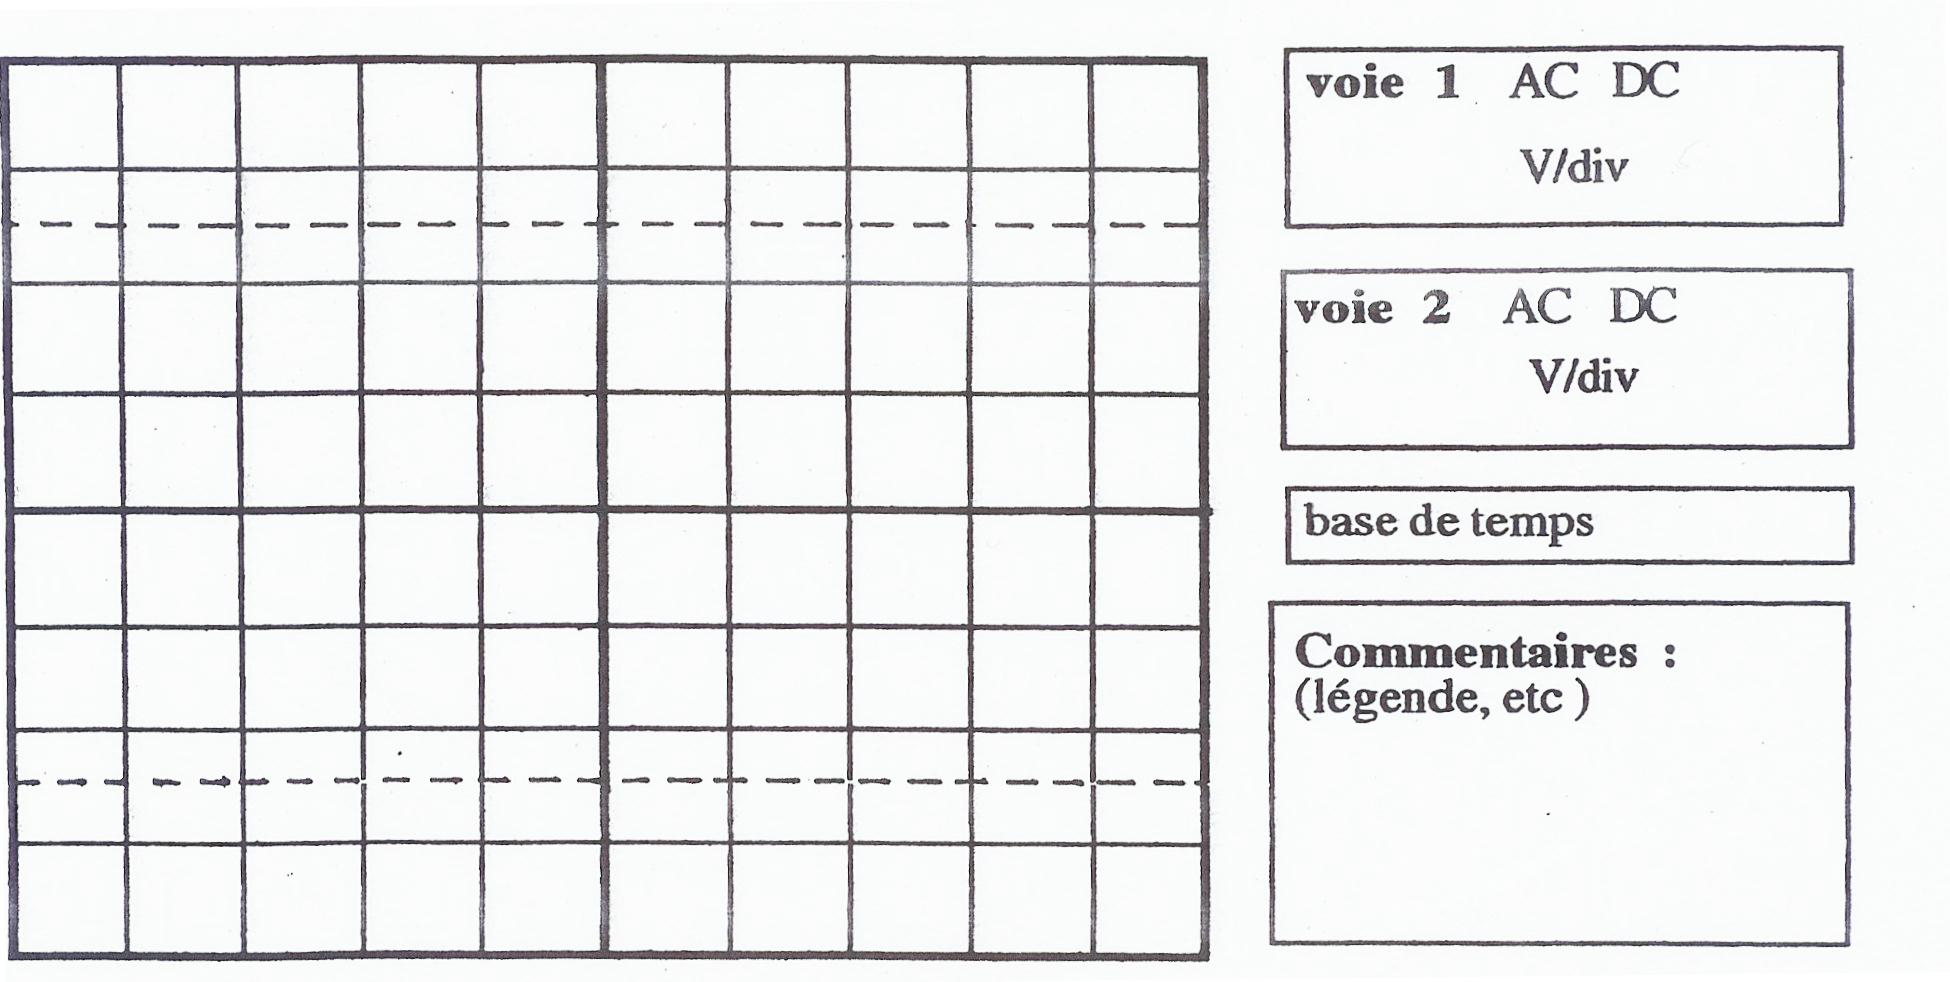 voie 1 AC DC
V/div
voie 2 AC DC
V/div
base de temps
Commentaires :
(légende, etc )